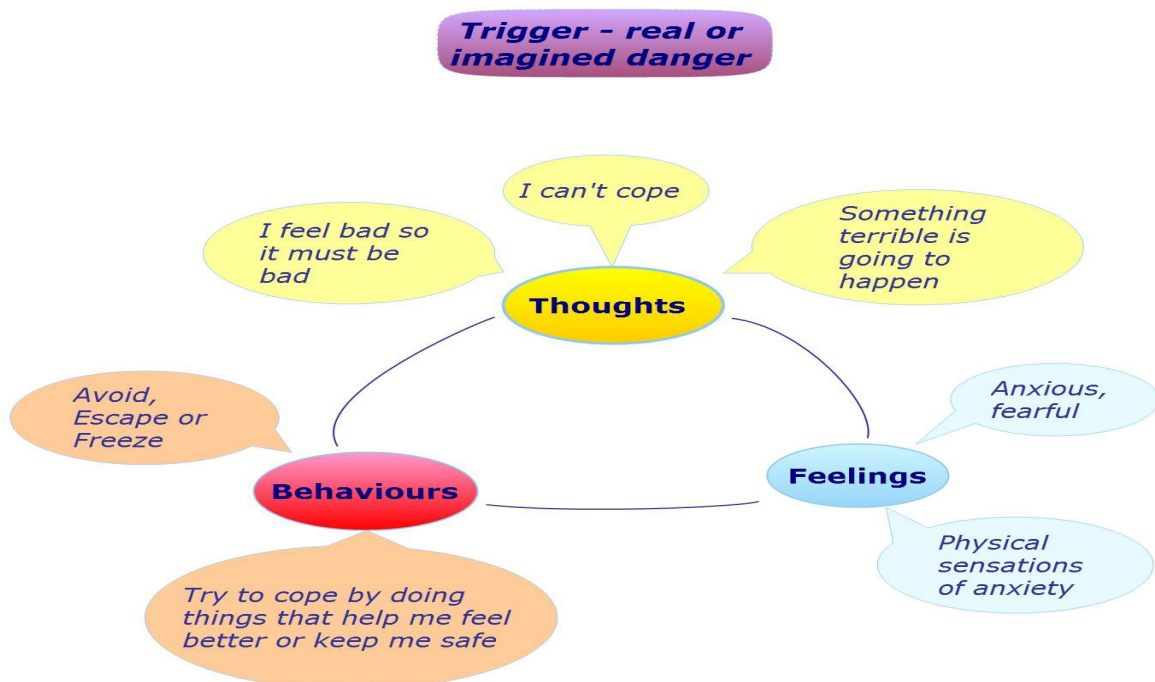 Trigger – real or
imagined danger
I can't cope
I feel bad so
it must be
bad
Something
terrible is
going to
happen
Thoughts
Avoid,
Escape or
Freeze
Anxious,
fearful
Behaviours
Feelings
Physical
sensations
of anxiety
Try to cope by doing
things that help me feel
better or keep me safe